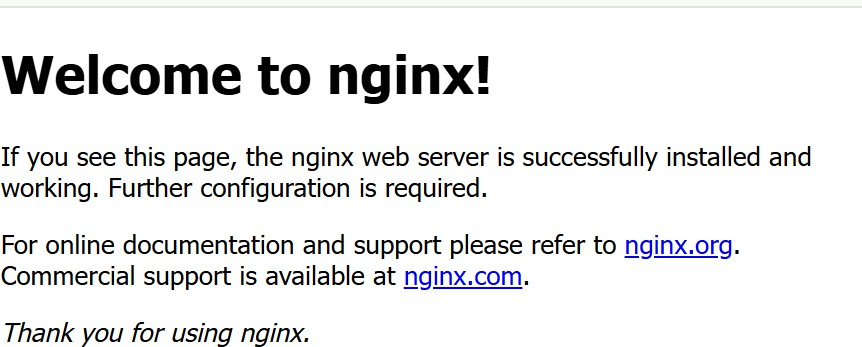 Welcome to nginx!
If you see this page, the nginx web server is successfully installed and
working. Further configuration is required.
For online documentation and support please refer to nginx.org.
Commercial support is available at nginx.com.
Thank you for using nginx.